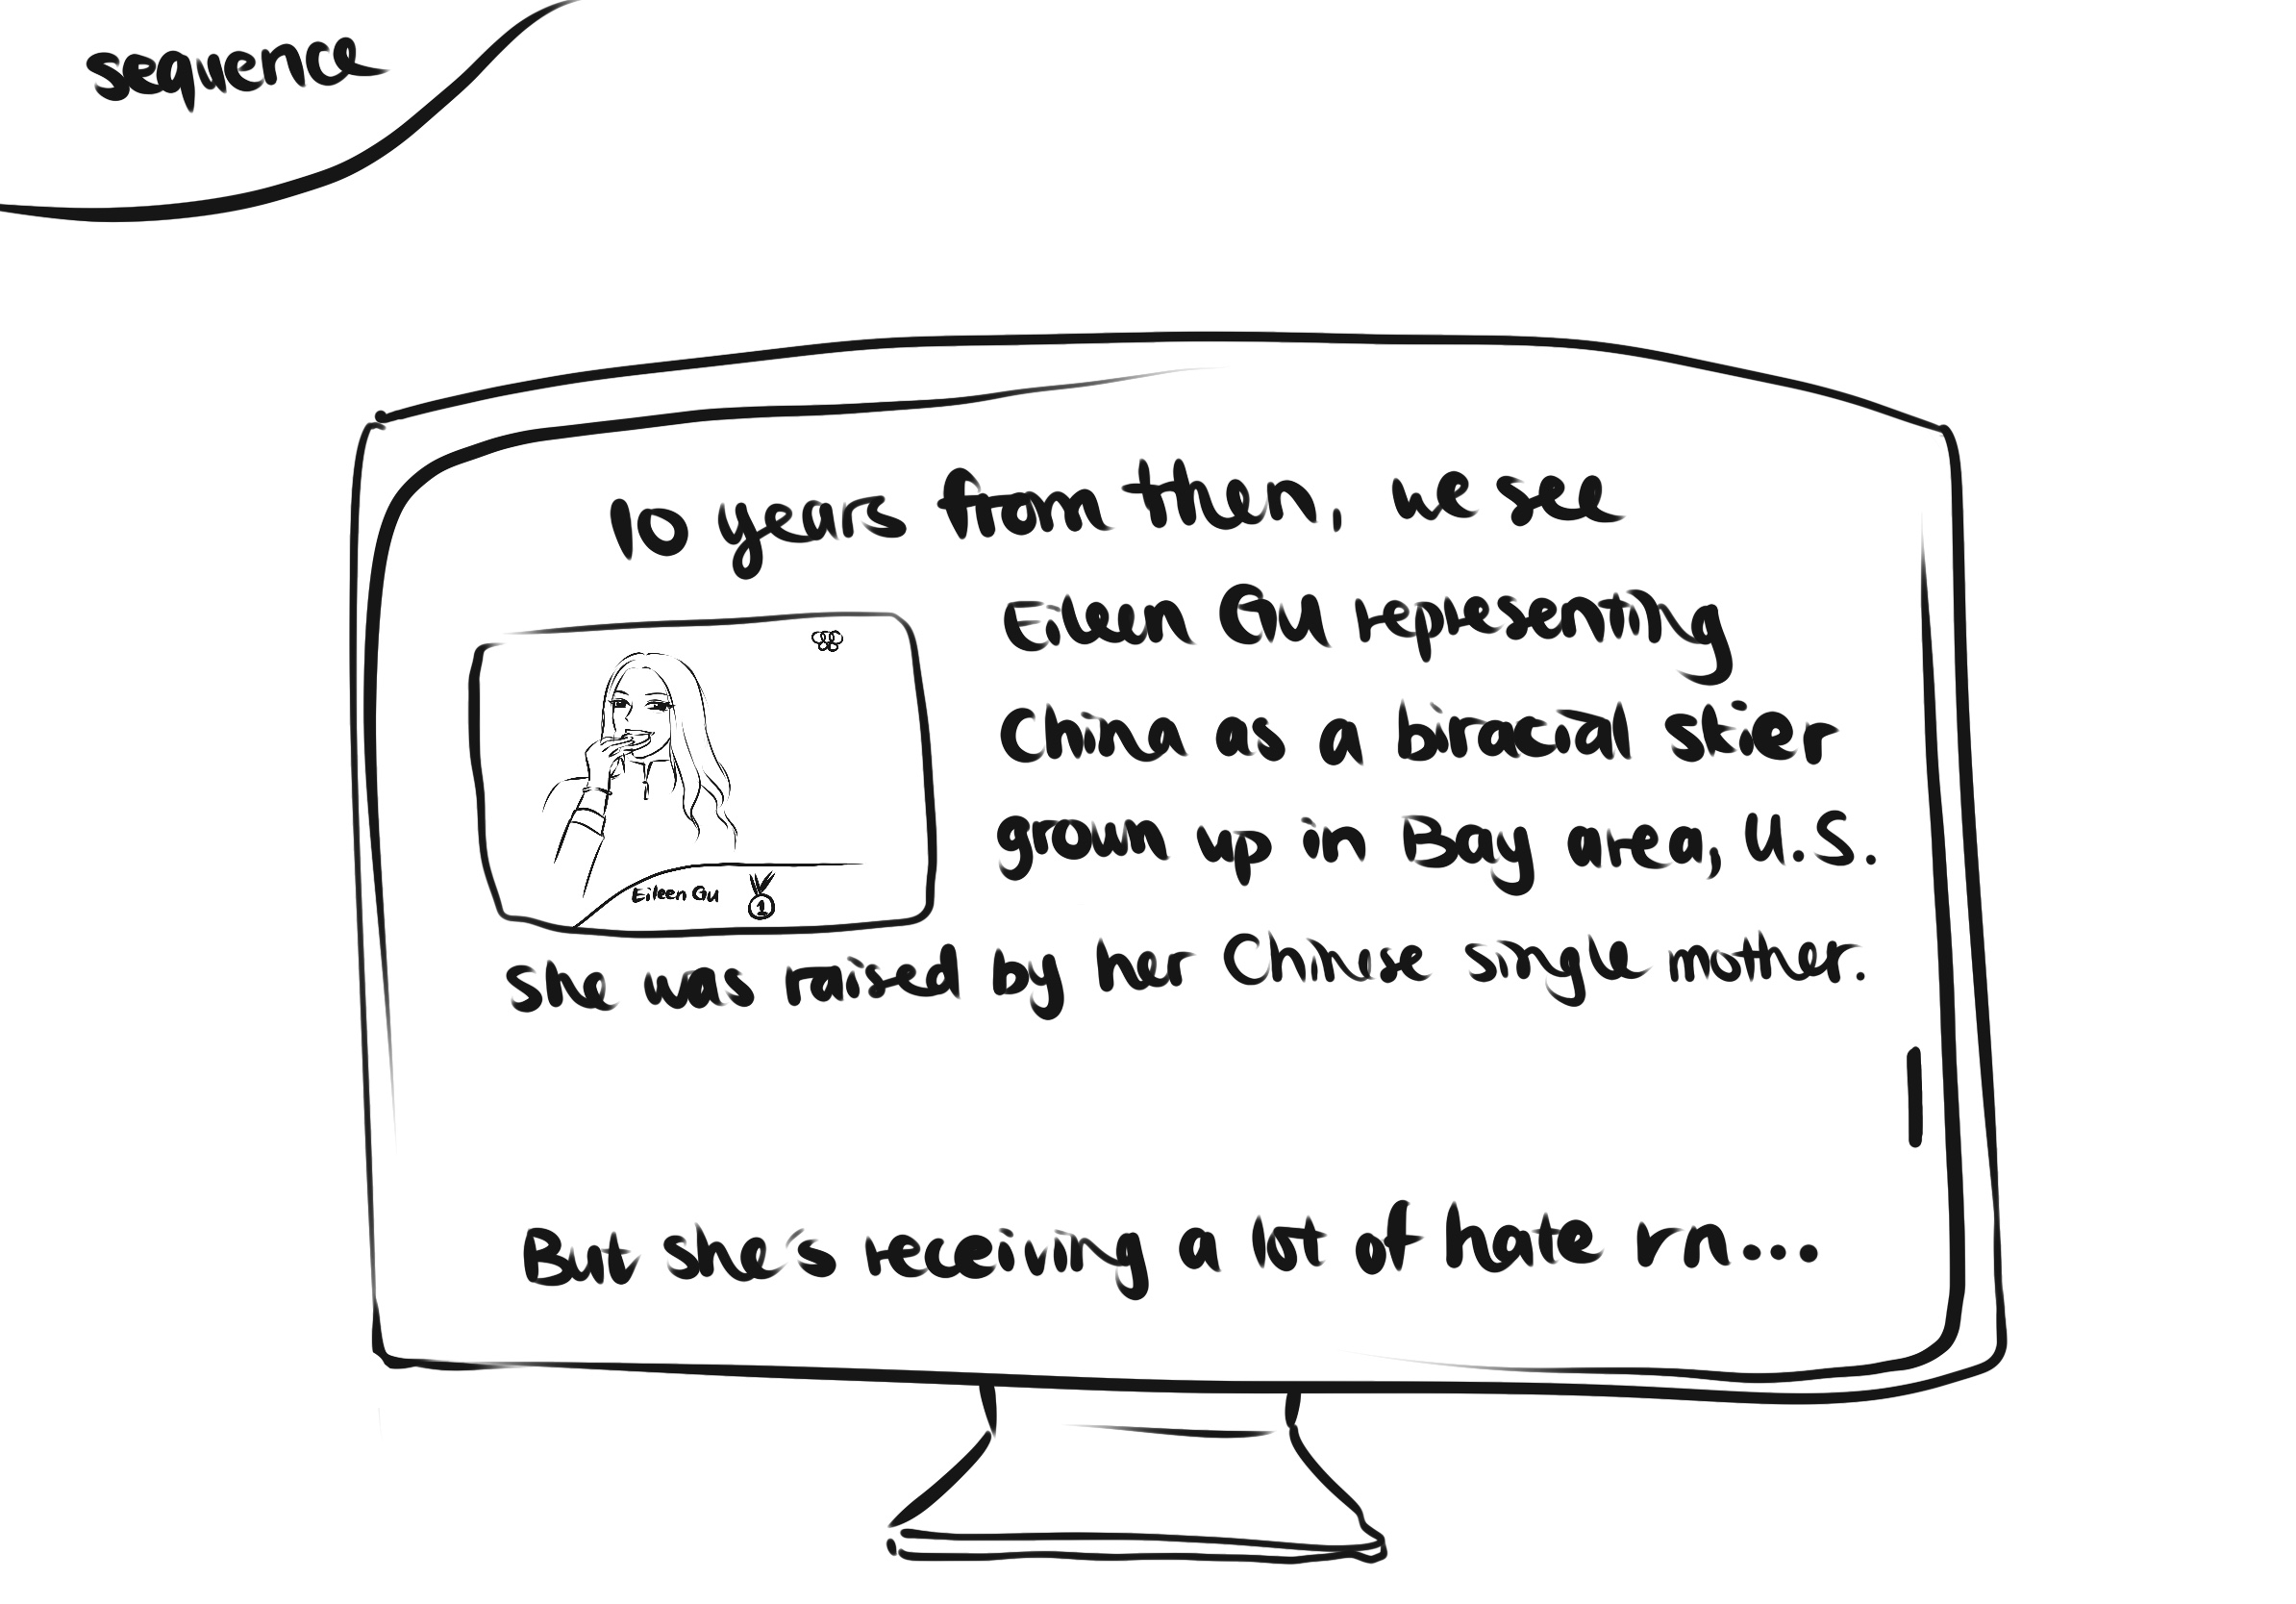 sequence
10 years from then, we see
Eileen Gu representing
China as a biracial skier
grown up in Bay area, U.S.
Eileen Gu 1
she was raised by her Chinese single mother.
But she's receiving a lot of hate rn...